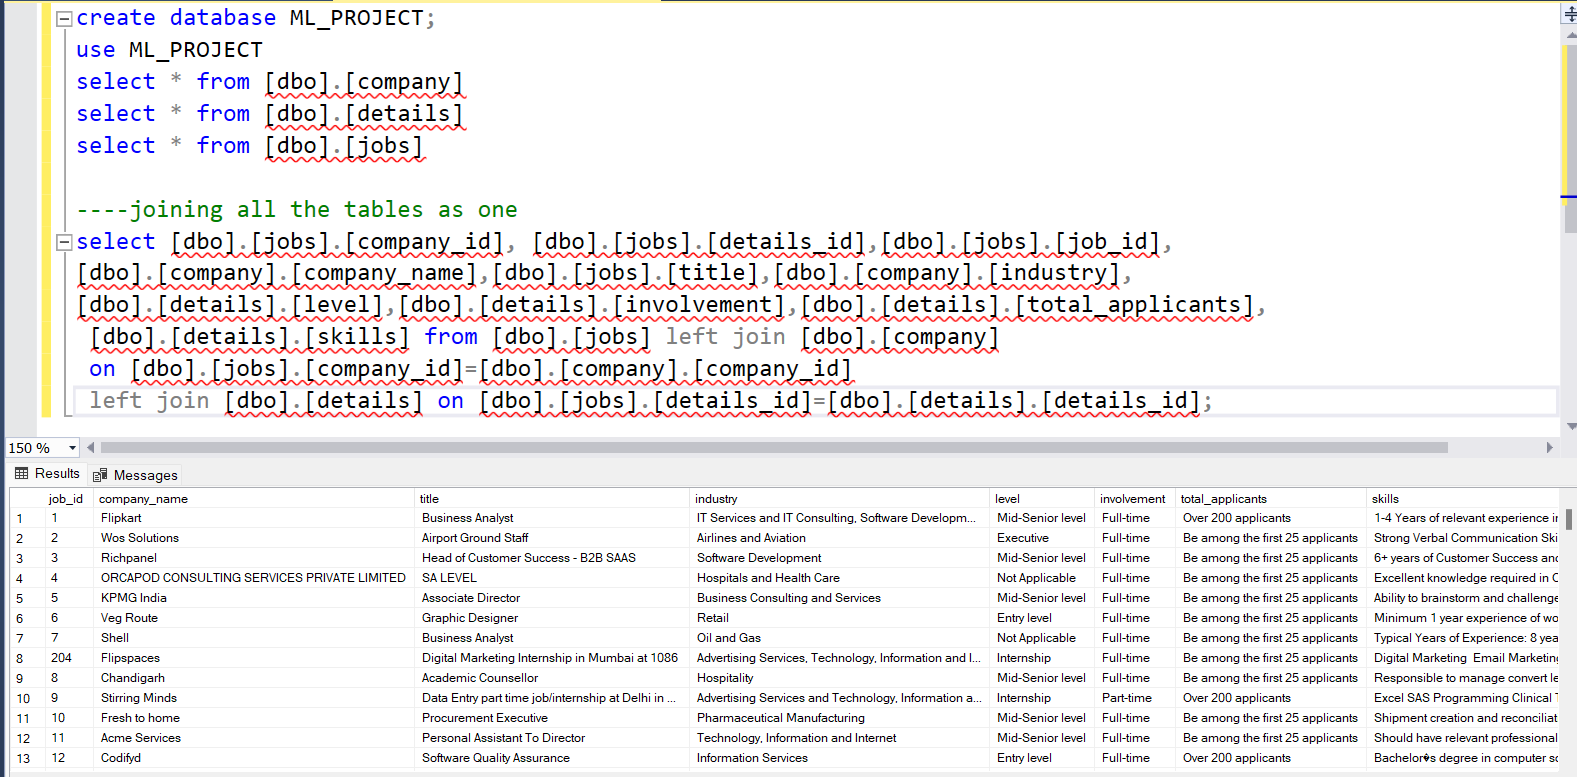 create database ML_PROJECT;
use ML_PROJECT
select * from [dbo].[company]
select * from [dbo].[details]
select * from [dbo].[jobs]
----joining all the tables as one
select [dbo].[jobs].[company_id], [dbo].[jobs].[details_id],[dbo].[jobs].[job_id],
[dbo].[company].[company_name],[dbo].[jobs].[title],[dbo].[company].[industry],
[dbo].[details].[level],[dbo].[details].[involvement],[dbo].[details].[total_applicants],
[dbo].[details].[skills] from [dbo].[jobs] left join [dbo].[company]
on [dbo].[jobs].[company_id]=[dbo].[company].[company_id]
left join [dbo].[details] on [dbo].[jobs].[details_id]=[dbo].[details].[details_id];
150 %
Results Messages
job_id company_name title industry level involvement total_applicants skills
1 1 Flipkart Business Analyst IT Services and IT Consulting, Software Developm... Mid-Senior level Full-time Over 200 applicants 1-4 Years of relevant experience in
2 2 Wos Solutions Airport Ground Staff Airlines and Aviation Executive Full-time Be among the first 25 applicants Strong Verbal Communication Ski
3 3 Richpanel Head of Customer Success - B2B SAAS Software Development Mid-Senior level Full-time Be among the first 25 applicants 6+ years of Customer Success and
4 4 ORCAPOD CONSULTING SERVICES PRIVATE LIMITED SA LEVEL Hospitals and Health Care Not Applicable Full-time Be among the first 25 applicants Excellent knowledge required in C
5 5 KPMG India Associate Director Business Consulting and Services Mid-Senior level Full-time Be among the first 25 applicants Ability to brainstorm and challenge
6 6 Veg Route Graphic Designer Retail Entry level Full-time Be among the first 25 applicants Minimum 1 year experience of wo
7 7 Shell Business Analyst Oil and Gas Not Applicable Full-time Be among the first 25 applicants Typical Years of Experience: 8 yea
8 204 Flipspaces Digital Marketing Internship in Mumbai at 1086 Advertising Services, Technology, Information and I... Internship Full-time Be among the first 25 applicants Digital Marketing Email Marketing
9 8 Chandigarh Academic Counsellor Hospitality Mid-Senior level Full-time Be among the first 25 applicants Responsible to manage convert le
10 9 Stirring Minds Data Entry part time job/internship at Delhi in ... Advertising Services and Technology, Information a... Internship Part-time Over 200 applicants Excel SAS Programming Clinical
11 10 Fresh to home Procurement Executive Pharmaceutical Manufacturing Mid-Senior level Full-time Be among the first 25 applicants Shipment creation and reconciliat
12 11 Acme Services Personal Assistant To Director Technology, Information and Internet Mid-Senior level Full-time Be among the first 25 applicants Should have relevant professional
13 12 Codifyd Software Quality Assurance Information Services Entry level Full-time Over 200 applicants Bachelor�s degree in computer sc